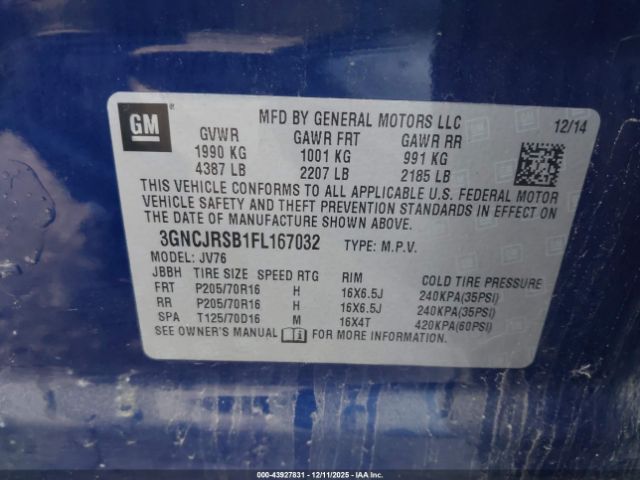 GM
MFD BY GENERAL MOTORS LLC 12/14
GVWR GAWR FRT GAWR RR
1990 KG 1001 KG 991 KG
4387 LB 2207 LB 2185 LB
THIS VEHICLE CONFORMS TO ALL APPLICABLE U.S. FEDERAL MOTOR
VEHICLE SAFETY AND THEFT PREVENTION STANDARDS IN EFFECT ON
THE DATE OF MANUFACTURE SHOWN ABOVE.
3GNCJRSB1FL167032 TYPE: M.P.V.
MODEL: JV76
JBBH TIRE SIZE SPEED RTG RIM COLD TIRE PRESSURE
FRT P205/70R16 H 16X6.5J 240KPA(35PSI)
RR P205/70R16 H 16X6.5J 240KPA(35PSI)
SPA T125/70D16 M 16X4T 420KPA(60PSI)
SEE OWNER'S MANUAL FOR MORE INFORMATION.
000-43927831 - 12/11/2025 - COPART/IAA